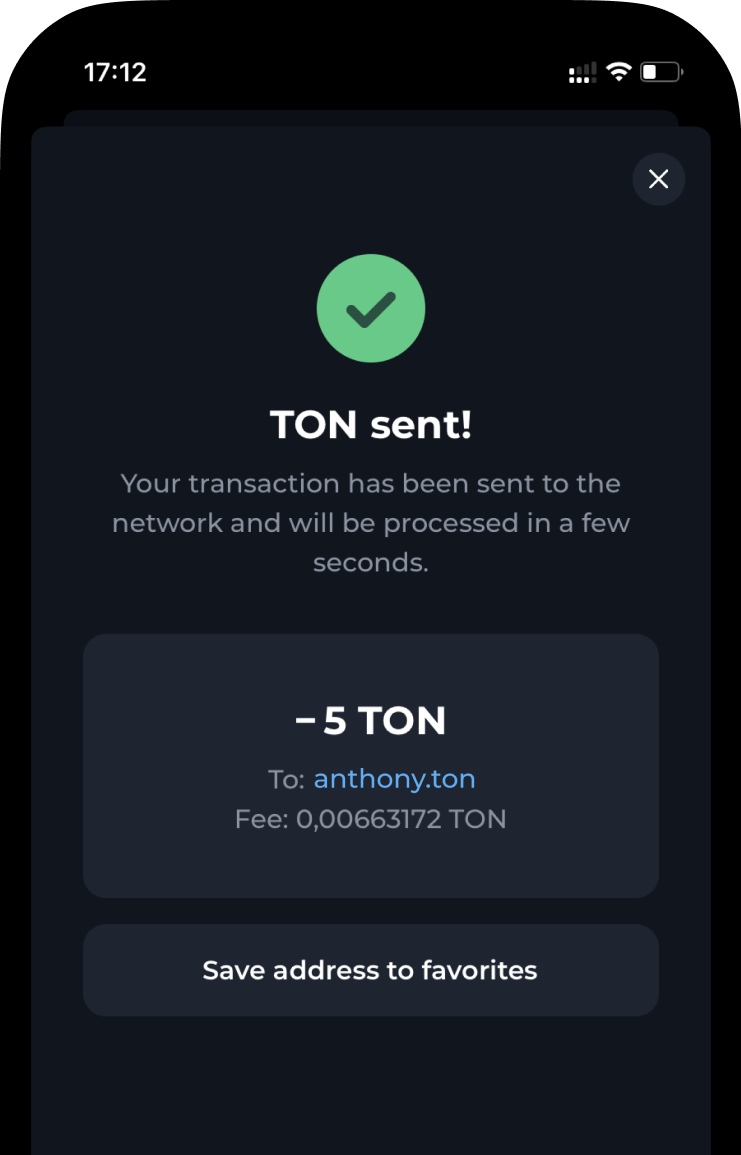 17:12
TON sent!
Your transaction has been sent to the
network and will be processed in a few
seconds.
– 5 TON
To: anthony.ton
Fee: 0,00663172 TON
Save address to favorites